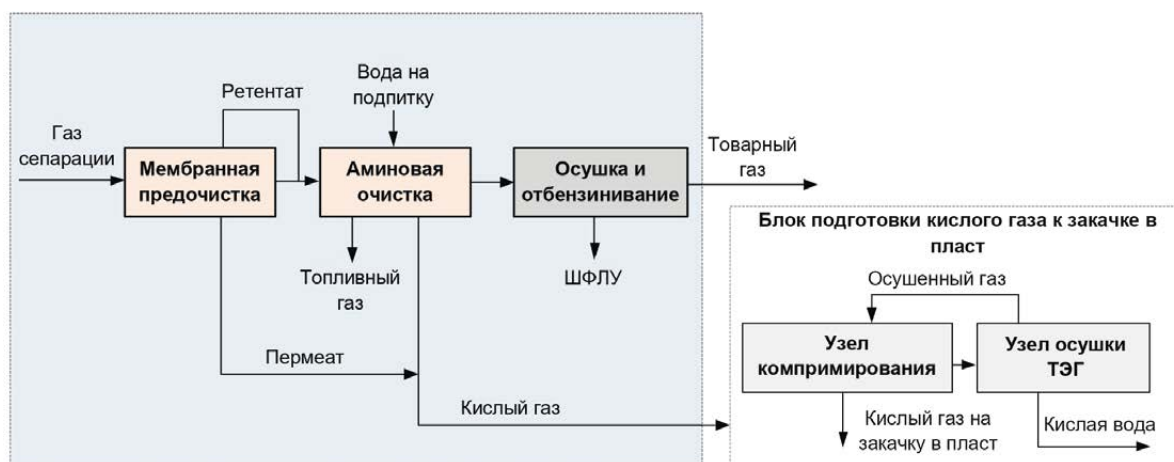 Газ
сепарации
Ретентат
Мембранная
предочистка
Вода на
подпитку
Аминовая
очистка
Топливный
газ
Осушка и
отбензинивание
ШФЛУ
Товарный
газ
Пермеат
Кислый газ
Блок подготовки кислого газа к закачке в
пласт
Осушенный газ
Узел
компримирования
Узел осушки
ТЭГ
Кислый газ на
закачку в пласт
Кислая вода